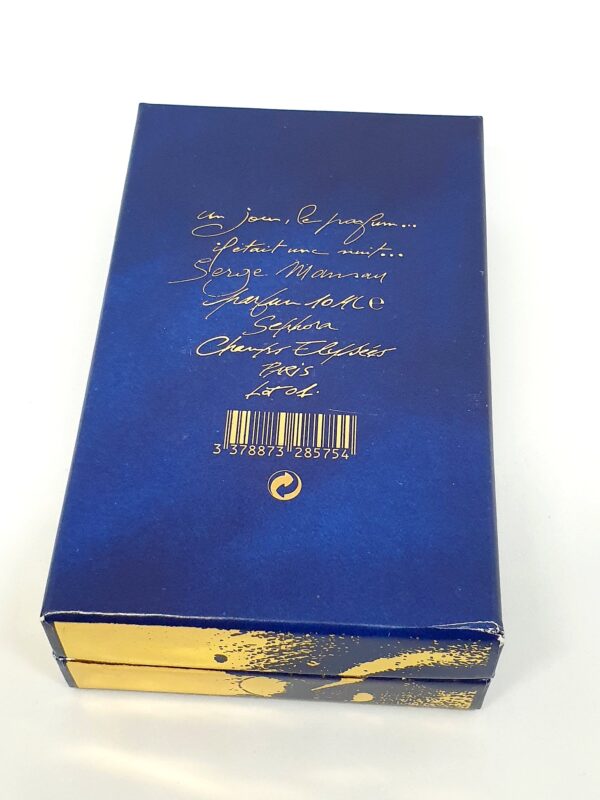 un jour, le parfum...
il était une nuit...
Serge Mansau
parfum 10 ML e
Sephora
Champs Elysées
PARIS
Lot 01.
3 378873 285754